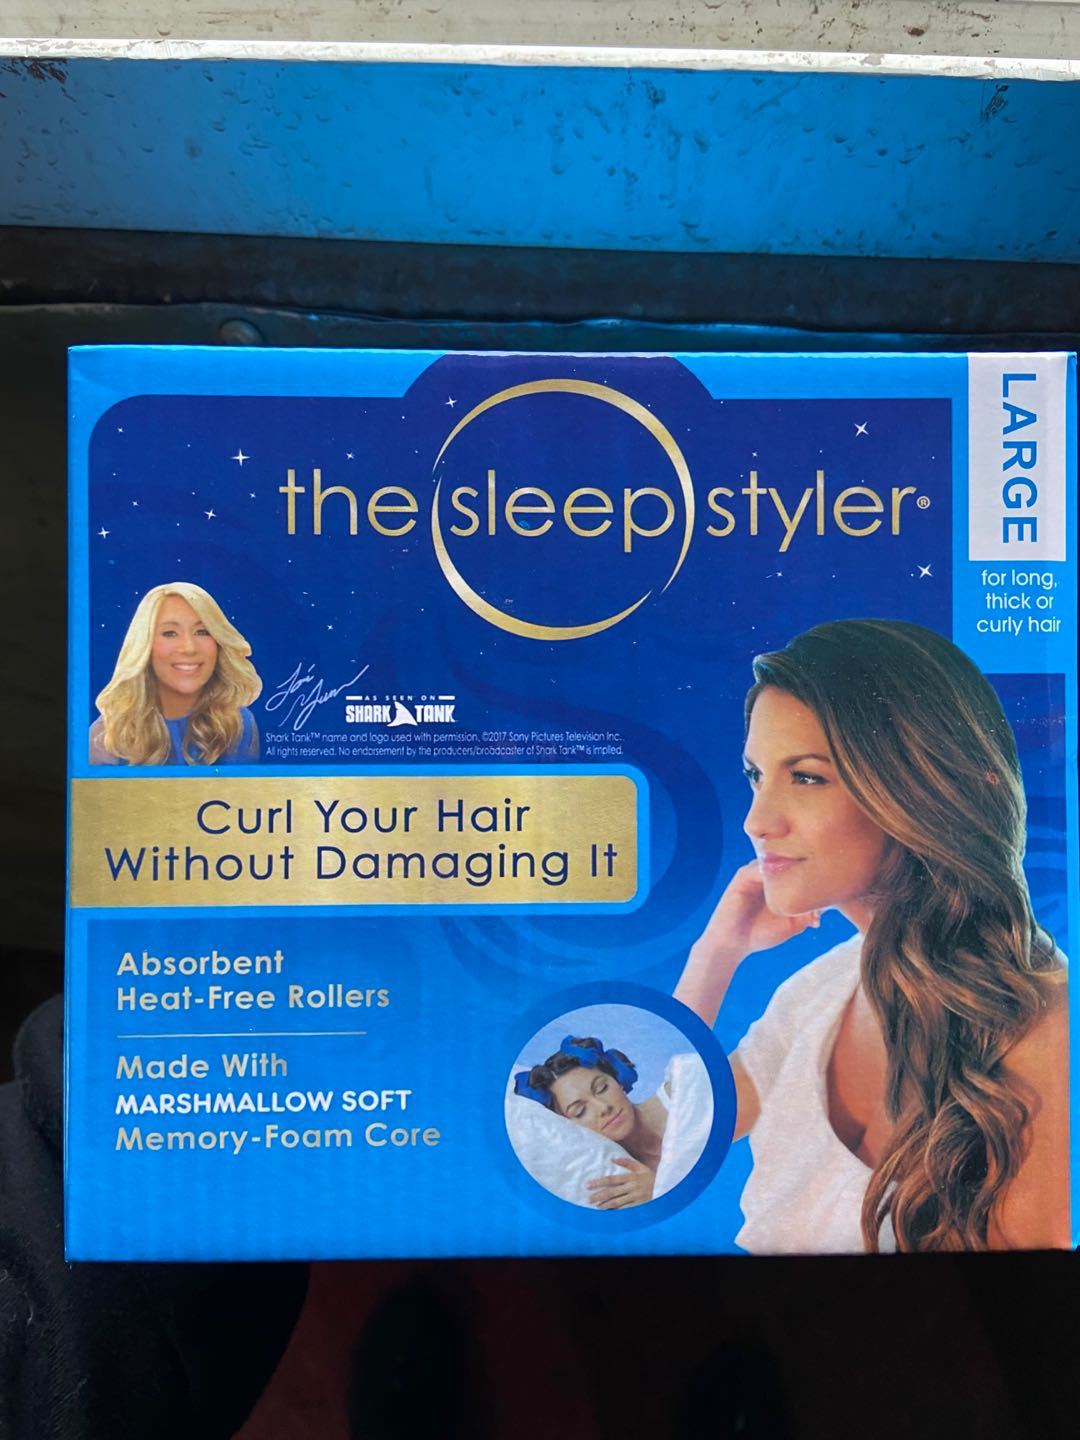 the sleep styler®
LARGE
for long,
thick or
curly hair
Lori
AS SEEN ON
SHARK TANK
Shark Tank™ name and logo used with permission, ©2017 Sony Pictures Television Inc.
All rights reserved. No endorsement by the producers/broadcaster of Shark Tank™ is implied.
Curl Your Hair
Without Damaging It
Absorbent
Heat-Free Rollers
Made With
MARSHMALLOW SOFT
Memory-Foam Core